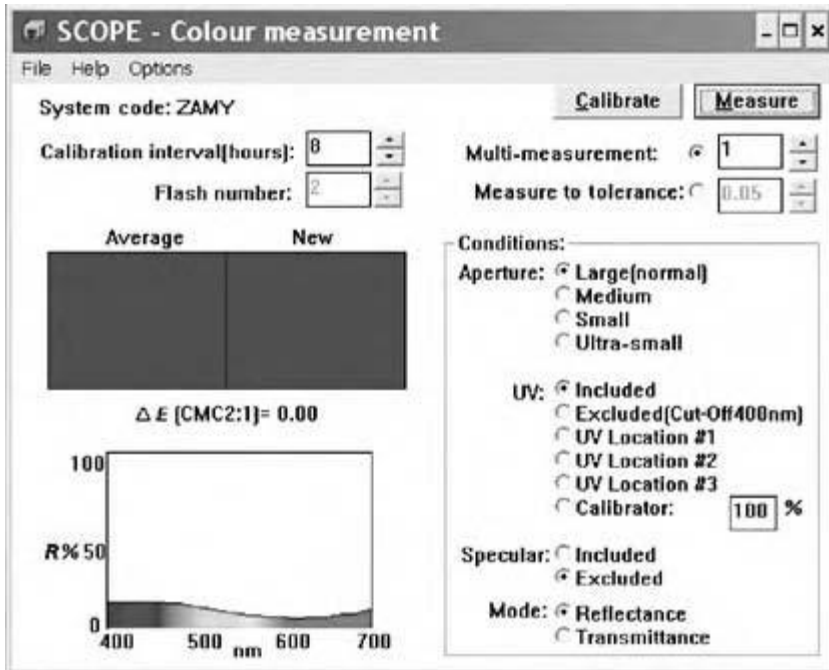 SCOPE - Colour measurement
File Help Options
System code: ZAMY
Calibrate Measure
Calibration interval(hours): 8
Flash number: 2
Multi-measurement: 1
Measure to tolerance: 0.05
Average New
Δ E (CMC2:1)= 0.00
100
R% 50
0
400 500 600 700
nm
Conditions:
Aperture: Large(normal)
Medium
Small
Ultra-small
UV: Included
Excluded(Cut-Off400nm)
UV Location #1
UV Location #2
UV Location #3
Calibrator: 100 %
Specular: Included
Excluded
Mode: Reflectance
Transmittance